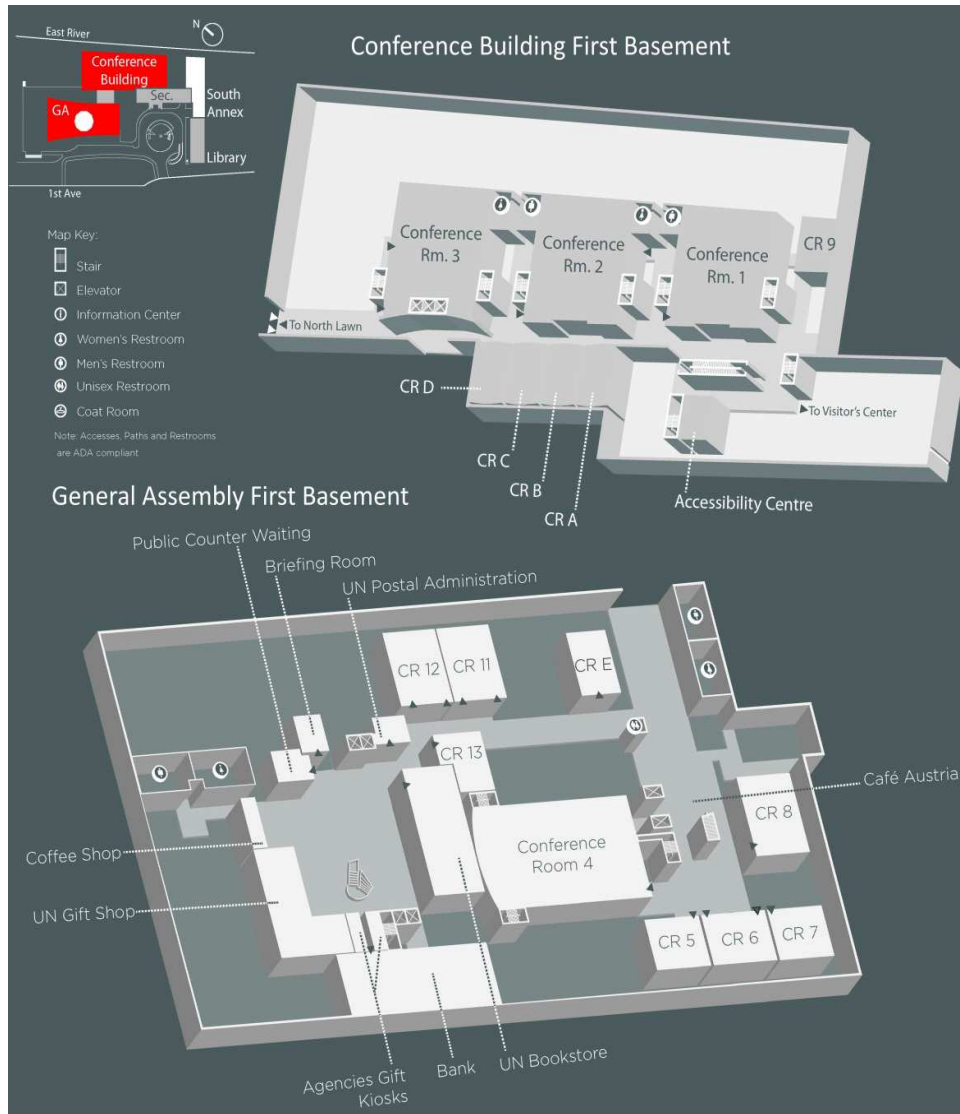 East River
N
Conference
Building
Sec.
South
Annex
GA
Library
1st Ave
Map Key:
Stair
Elevator
Information Center
Women's Restroom
Men's Restroom
Unisex Restroom
Coat Room
Note: Accesses, Paths and Restrooms
are ADA compliant
Conference Building First Basement
Conference
Rm. 3
Conference
Rm. 2
Conference
Rm. 1
CR 9
To North Lawn
CR D
CR C
CR B
CR A
To Visitor's Center
Accessibility Centre
General Assembly First Basement
Public Counter Waiting
Briefing Room
UN Postal Administration
CR 12
CR 11
CR E
CR 13
Café Austria
CR 8
Conference
Room 4
Coffee Shop
UN Gift Shop
CR 5
CR 6
CR 7
Agencies Gift
Kiosks
Bank
UN Bookstore